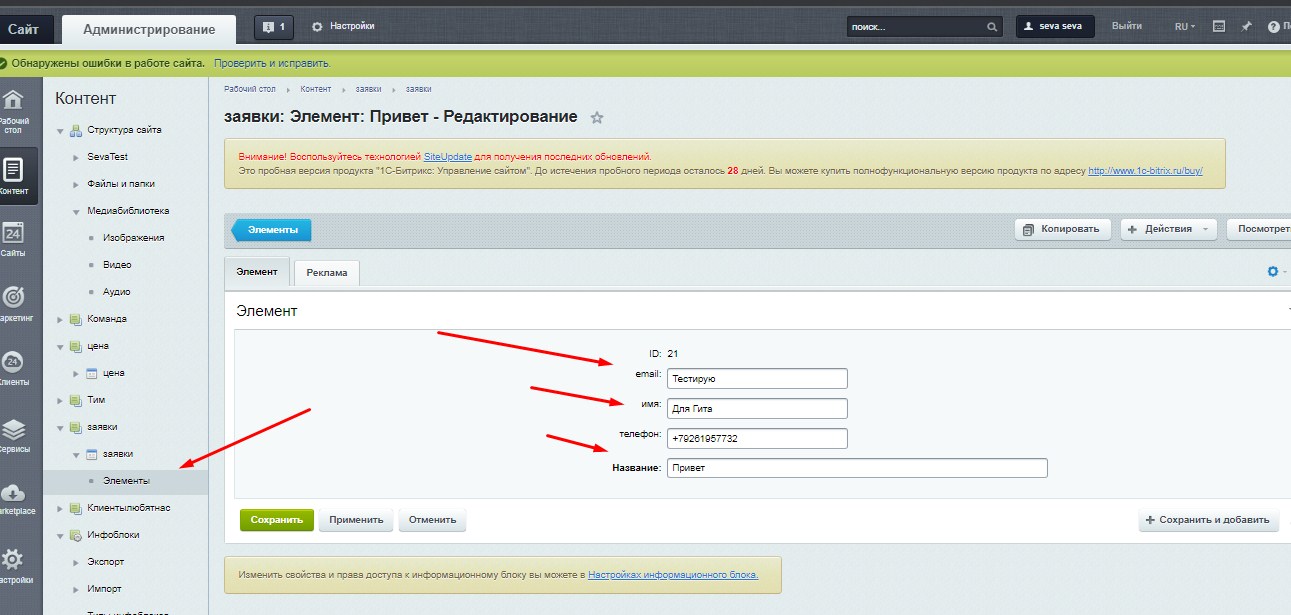 Сайт
Администрирование
1
Настройки
поиск...
seva seva
Выйти
RU
Обнаружены ошибки в работе сайта. Проверить и исправить.
Рабочий стол
Контент
заявки
заявки
заявки: Элемент: Привет - Редактирование
Внимание! Воспользуйтесь технологией SiteUpdate для получения последних обновлений.
Это пробная версия продукта "1С-Битрикс: Управление сайтом". До истечения пробного периода осталось 28 дней. Вы можете купить полнофункциональную версию продукта по адресу http://www.1c-bitrix.ru/buy/
Элементы
Копировать
Действия
Посмотрет
Элемент
Реклама
Элемент
ID: 21
email: Тестирую
имя: Для Гита
телефон: +79261957732
Название: Привет
Сохранить
Применить
Отменить
Сохранить и добавить
Изменить свойства и права доступа к информационному блоку вы можете в Настройках информационного блока.
Контент
Структура сайта
SevaTest
Файлы и папки
Медиабиблиотека
Изображения
Видео
Аудио
Команда
цена
цена
Тим
заявки
заявки
Элементы
Клиентылюбятнас
Инфоблоки
Экспорт
Импорт
абочий
стол
онтент
24
Сайты
аркетинг
24
лиенты
ервисы
arketplace
астройки